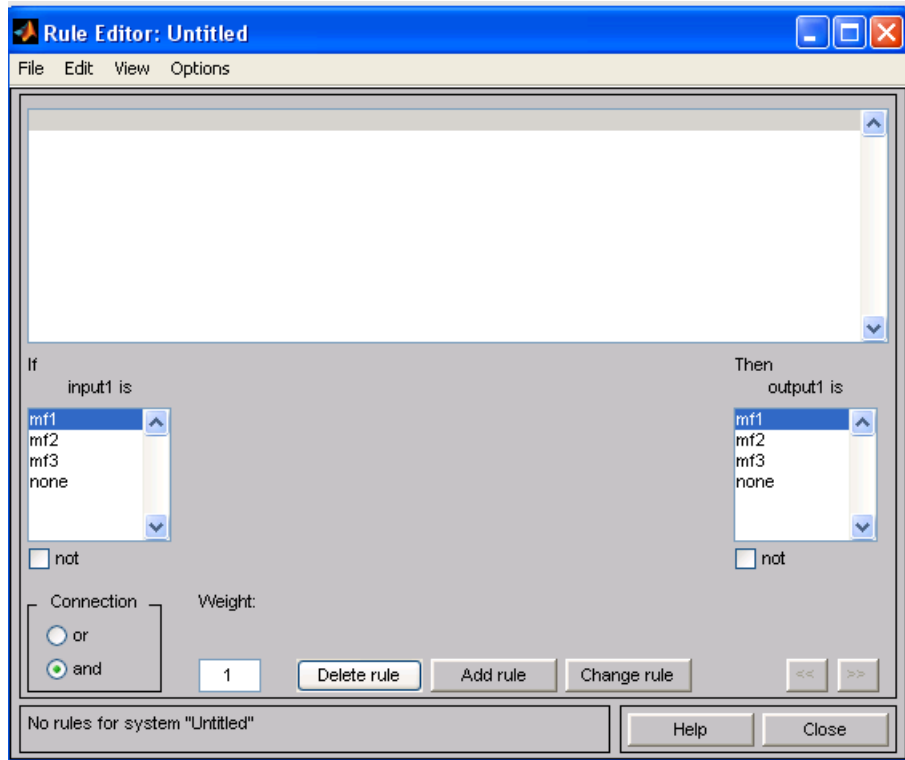 Rule Editor: Untitled
File Edit View Options
If
input1 is
mf1
mf2
mf3
none
not
Then
output1 is
mf1
mf2
mf3
none
not
Connection
or
and
Weight:
1
Delete rule Add rule Change rule << >>
No rules for system "Untitled"
Help Close